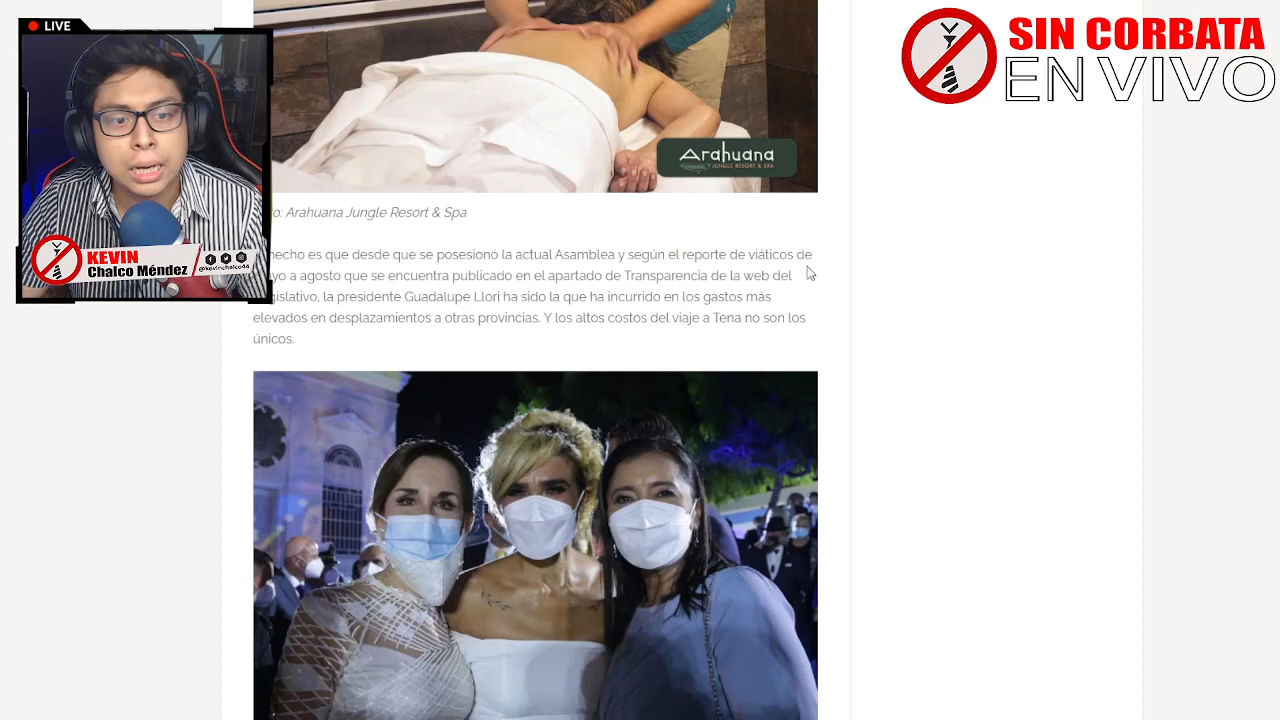 LIVE
SIN CORBATA
EN VIVO
Arahuana
JUNGLE RESORT & SPA
KEVIN
Chalco Méndez
@kevinchalco44
Arahuana Jungle Resort & Spa
hecho es que desde que se posesionó la actual Asamblea y según el reporte de viáticos de
a agosto que se encuentra publicado en el apartado de Transparencia de la web del
la presidente Guadalupe Llori ha sido la que ha incurrido en los gastos más
elevados en desplazamientos a otras provincias. Y los altos costos del viaje a Tena no son los
únicos.